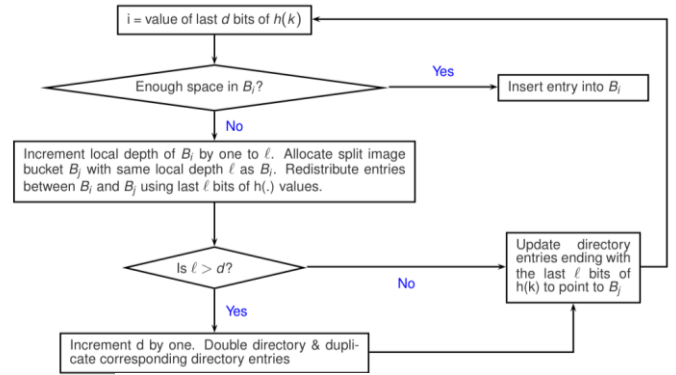 i = value of last d bits of h(k)
Enough space in Bᵢ?
Yes
Insert entry into Bᵢ
No
Increment local depth of Bᵢ by one to ℓ. Allocate split image
bucket Bⱼ with same local depth ℓ as Bᵢ. Redistribute entries
between Bᵢ and Bⱼ using last ℓ bits of h(.) values.
Is ℓ > d?
No
Update directory
entries ending with
the last ℓ bits of
h(k) to point to Bⱼ
Yes
Increment d by one. Double directory & dupli-
cate corresponding directory entries